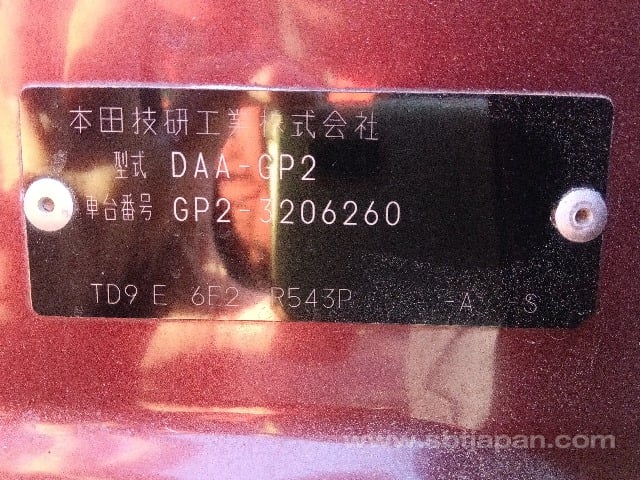 本田技研工業株式会社
型式 DAA-GP2
車台番号 GP2-3206260
TD9 E 6F2 R543P -A -S
www.sbtjapan.com